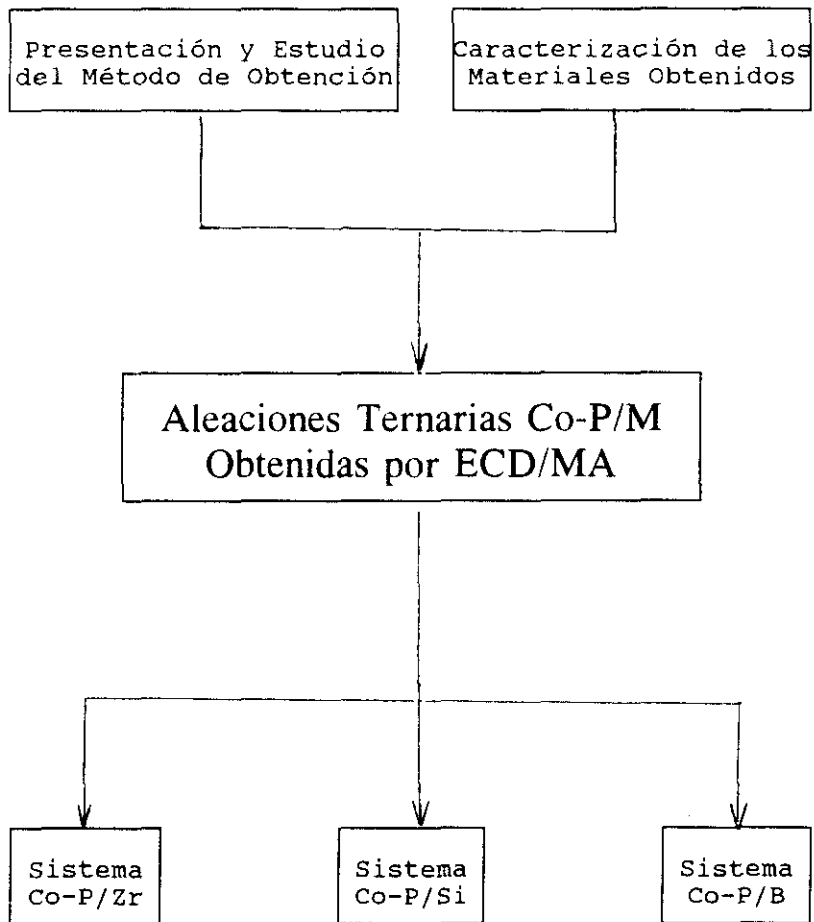 Presentación y Estudio
del Método de Obtención
Caracterización de los
Materiales Obtenidos
Aleaciones Ternarias Co-P/M
Obtenidas por ECD/MA
Sistema
Co-P/Zr
Sistema
Co-P/Si
Sistema
Co-P/B